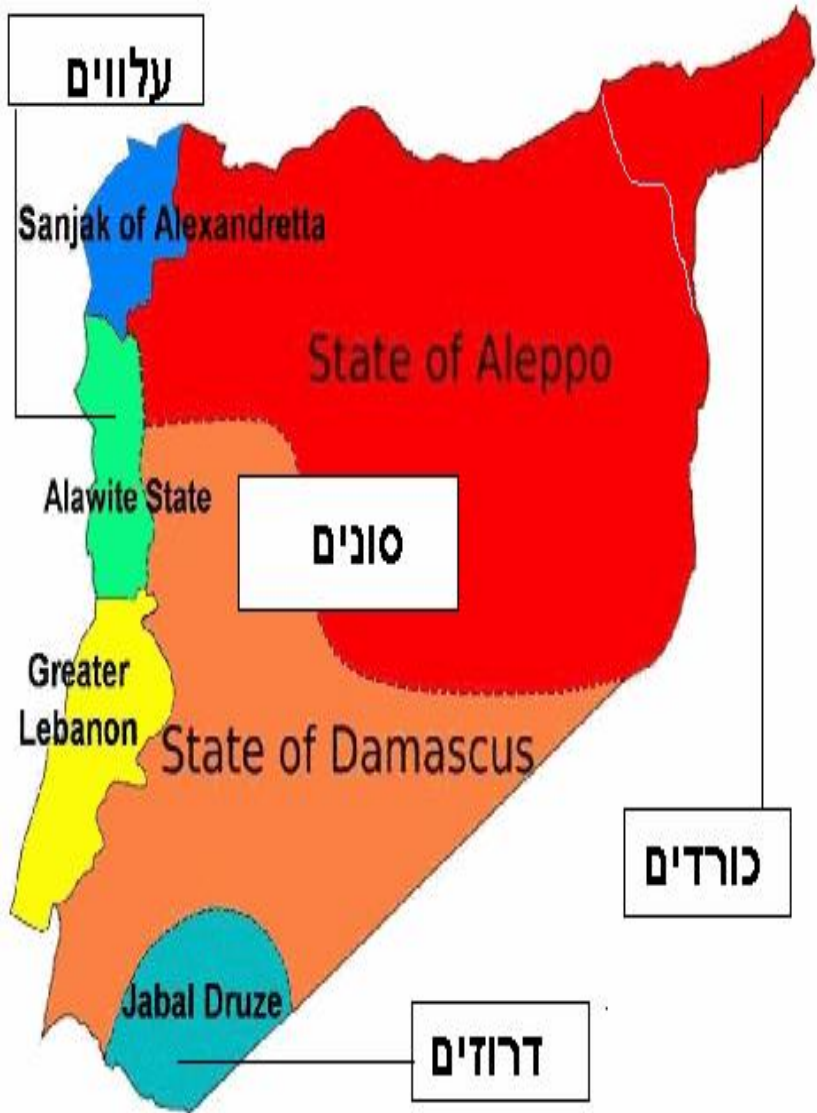 עלווים
Sanjak of Alexandretta
State of Aleppo
Alawite State
סונים
Greater
Lebanon
State of Damascus
כורדים
Jabal Druze
דרוזים